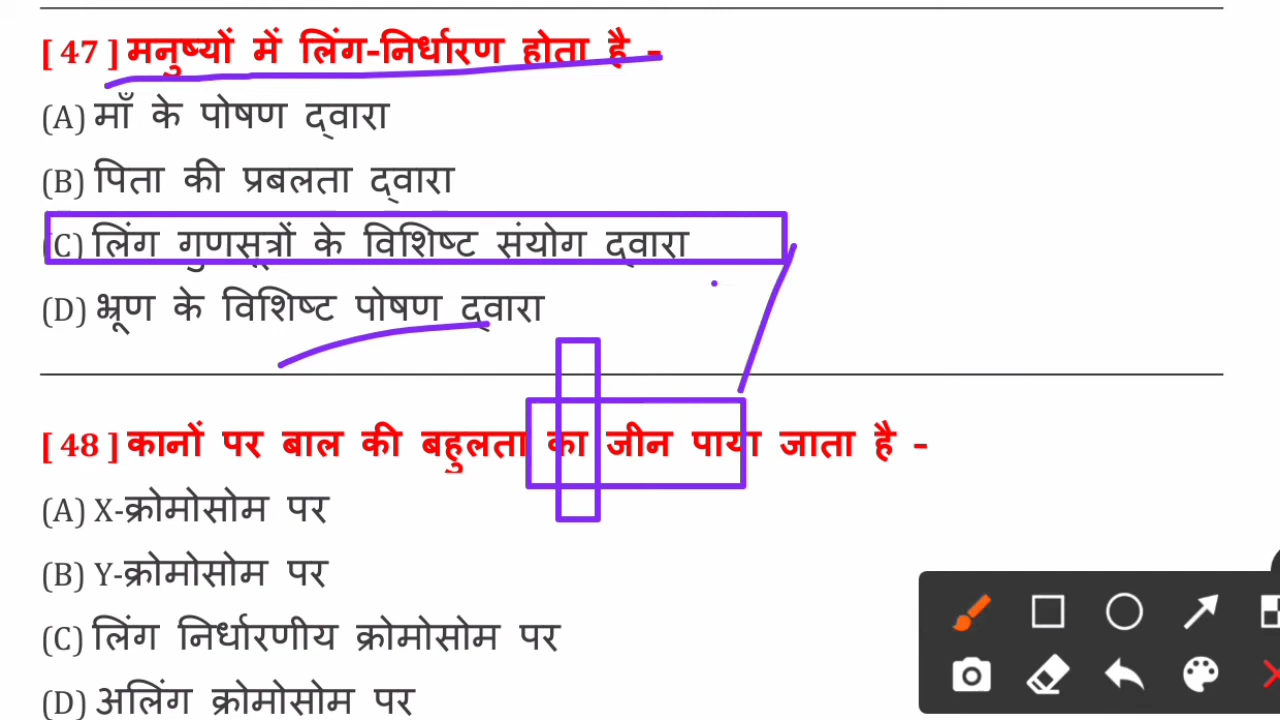 [ 47 ] मनुष्यों में लिंग-निर्धारण होता है -
(A) माँ के पोषण द्वारा
(B) पिता की प्रबलता द्वारा
(C) लिंग गुणसूत्रों के विशिष्ट संयोग द्वारा
(D) भ्रूण के विशिष्ट पोषण द्वारा
[ 48 ] कानों पर बाल की बहुलता का जीन पाया जाता है -
(A) X-क्रोमोसोम पर
(B) Y-क्रोमोसोम पर
(C) लिंग निर्धारणीय क्रोमोसोम पर
(D) अलिंग क्रोमोसोम पर